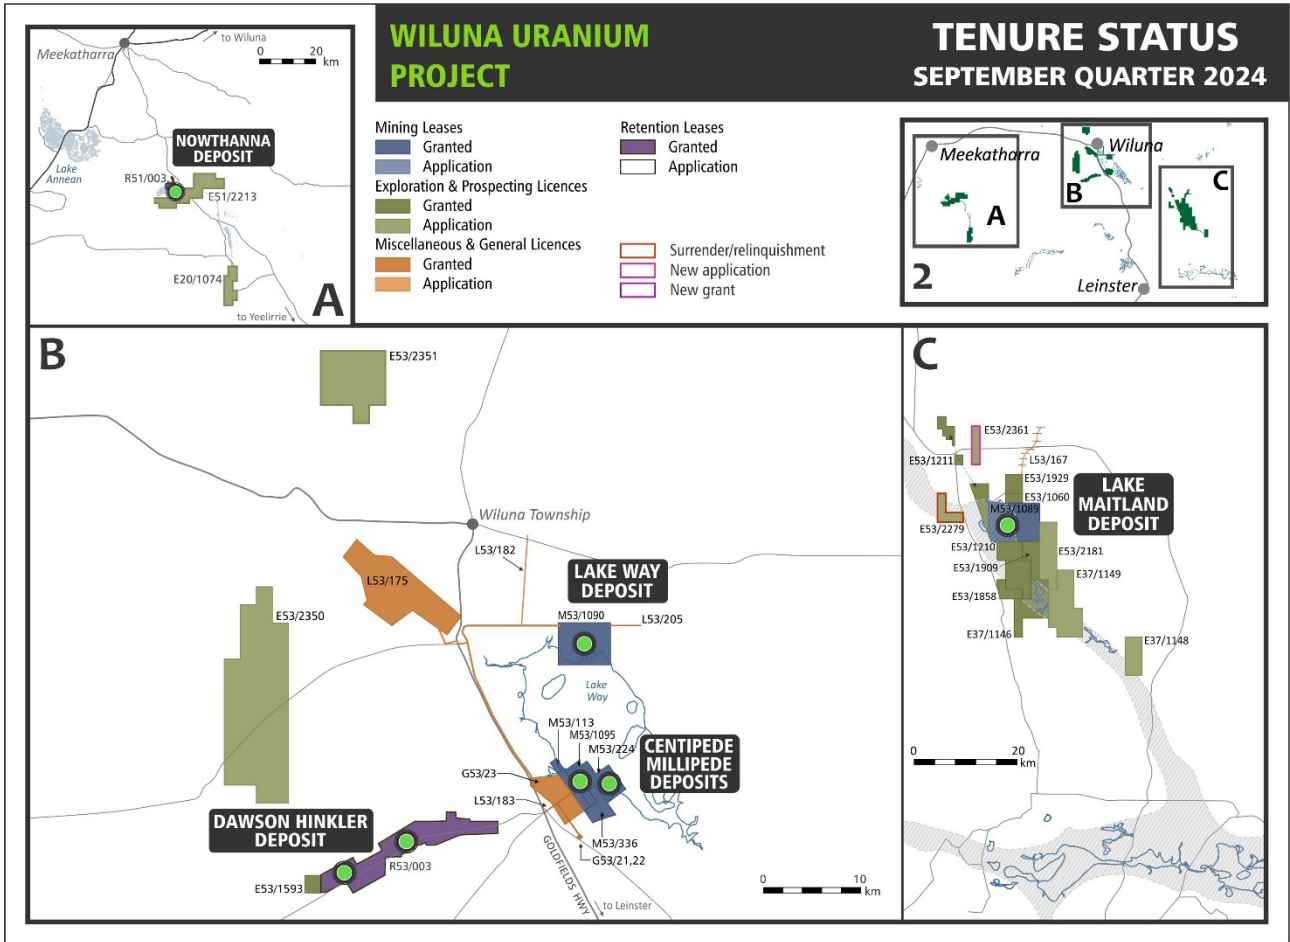 WILUNA URANIUM
PROJECT
TENURE STATUS
SEPTEMBER QUARTER 2024
to Wiluna
Meekatharra
0 20
km
NOWTHANNA
DEPOSIT
Lake
Annean
R51/003
E51/2213
E20/1074
A
to Yeelirrie
Mining Leases
Granted
Application
Exploration & Prospecting Licences
Granted
Application
Miscellaneous & General Licences
Granted
Application
Retention Leases
Granted
Application
Surrender/relinquishment
New application
New grant
Meekatharra
Wiluna
A
B
C
2
Leinster
B
E53/2351
Wiluna Township
L53/182
L53/175
LAKE WAY
DEPOSIT
M53/1090
L53/205
E53/2350
Lake
Way
M53/113
M53/1095
M53/224
CENTIPEDE
MILLIPEDE
DEPOSITS
G53/23
L53/183
DAWSON HINKLER
DEPOSIT
R53/003
E53/1593
M53/336
G53/21,22
GOLDFIELDS HWY
to Leinster
0 10
km
C
E53/2361
E53/1211
L53/167
E53/1929
E53/1060
M53/1089
LAKE
MAITLAND
DEPOSIT
E53/2279
E53/1210
E53/2181
E53/1909
E37/1149
E53/1858
E37/1146
E37/1148
0 20
km